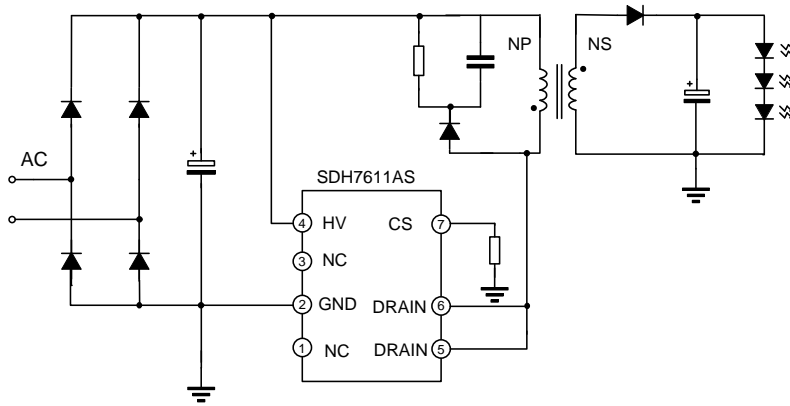 NP
NS
+
+
AC
SDH7611AS
4 HV
CS 7
3 NC
2 GND
DRAIN 6
1 NC
DRAIN 5